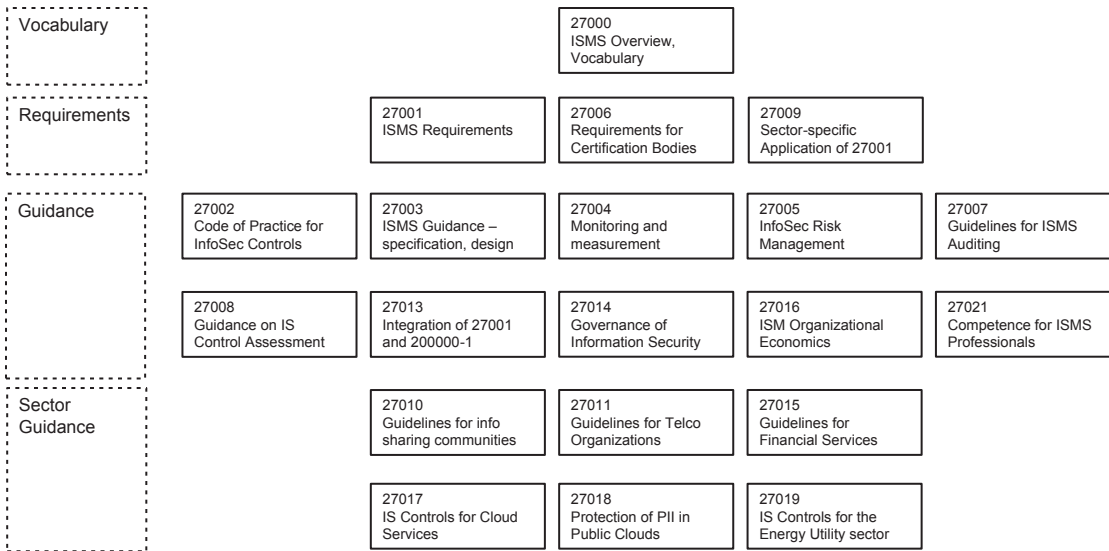 Vocabulary
27000
ISMS Overview,
Vocabulary
Requirements
27001
ISMS Requirements
27006
Requirements for
Certification Bodies
27009
Sector-specific
Application of 27001
Guidance
27002
Code of Practice for
InfoSec Controls
27003
ISMS Guidance –
specification, design
27004
Monitoring and
measurement
27005
InfoSec Risk
Management
27007
Guidelines for ISMS
Auditing
27008
Guidance on IS
Control Assessment
27013
Integration of 27001
and 200000-1
27014
Governance of
Information Security
27016
ISM Organizational
Economics
27021
Competence for ISMS
Professionals
Sector
Guidance
27010
Guidelines for info
sharing communities
27011
Guidelines for Telco
Organizations
27015
Guidelines for
Financial Services
27017
IS Controls for Cloud
Services
27018
Protection of PII in
Public Clouds
27019
IS Controls for the
Energy Utility sector